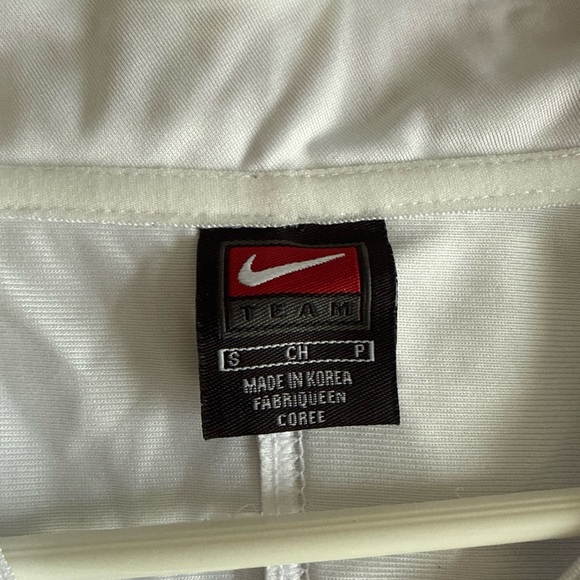 TEAM
S CH P
MADE IN KOREA
FABRIQUEEN
COREE